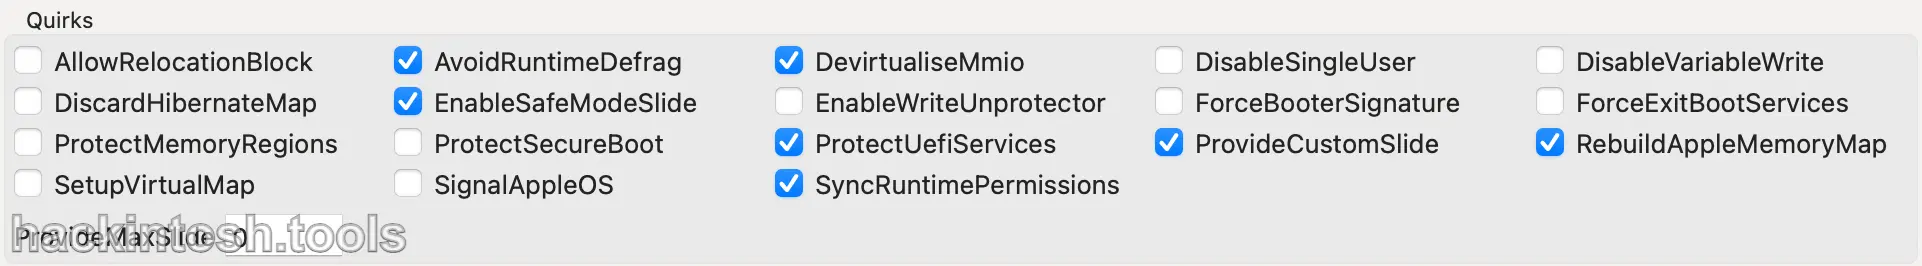 Quirks
AllowRelocationBlock AvoidRuntimeDefrag DevirtualiseMmio DisableSingleUser DisableVariableWrite
DiscardHibernateMap EnableSafeModeSlide EnableWriteUnprotector ForceBooterSignature ForceExitBootServices
ProtectMemoryRegions ProtectSecureBoot ProtectUefiServices ProvideCustomSlide RebuildAppleMemoryMap
SetupVirtualMap SignalAppleOS SyncRuntimePermissions
ProvideMaxSlide 0
hackintosh.tools